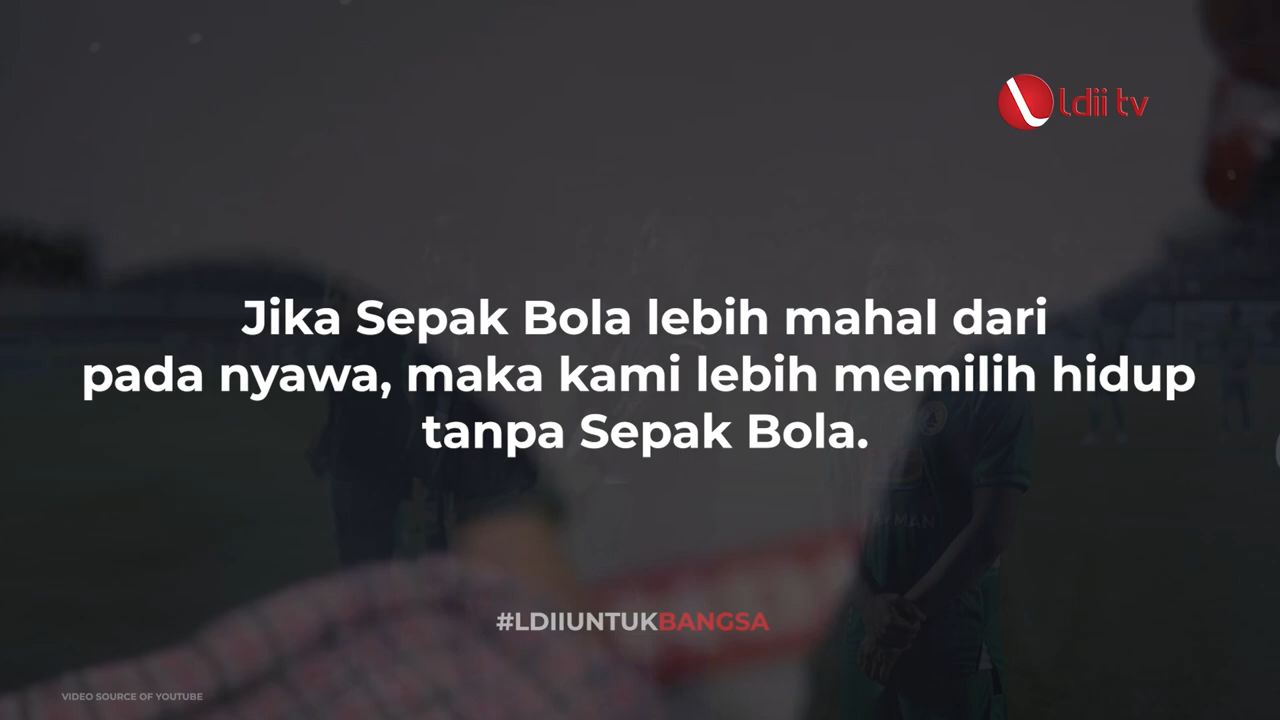 ldii tv
Jika Sepak Bola lebih mahal dari
pada nyawa, maka kami lebih memilih hidup
tanpa Sepak Bola.
#LDIIUNTUKBANGSA
VIDEO SOURCE OF YOUTUBE